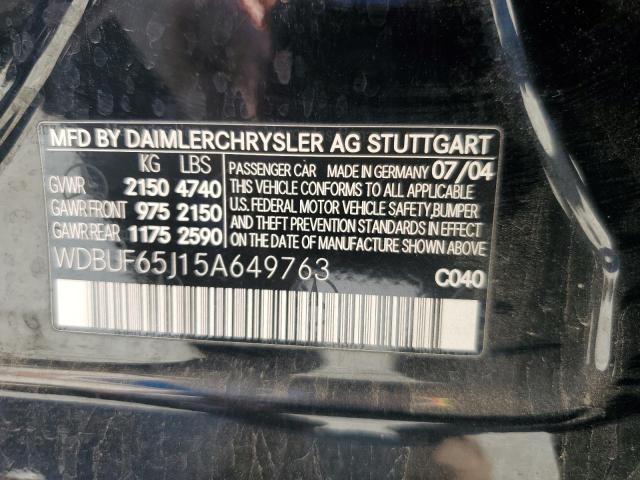 MFD BY DAIMLERCHRYSLER AG STUTTGART
KG LBS
GVWR 2150 4740
GAWR FRONT 975 2150
GAWR REAR 1175 2590
PASSENGER CAR MADE IN GERMANY 07/04
THIS VEHICLE CONFORMS TO ALL APPLICABLE
U.S. FEDERAL MOTOR VEHICLE SAFETY, BUMPER
AND THEFT PREVENTION STANDARDS IN EFFECT
ON THE DATE OF MANUFACTURE SHOWN ABOVE
WDBUF65J15A649763 C040